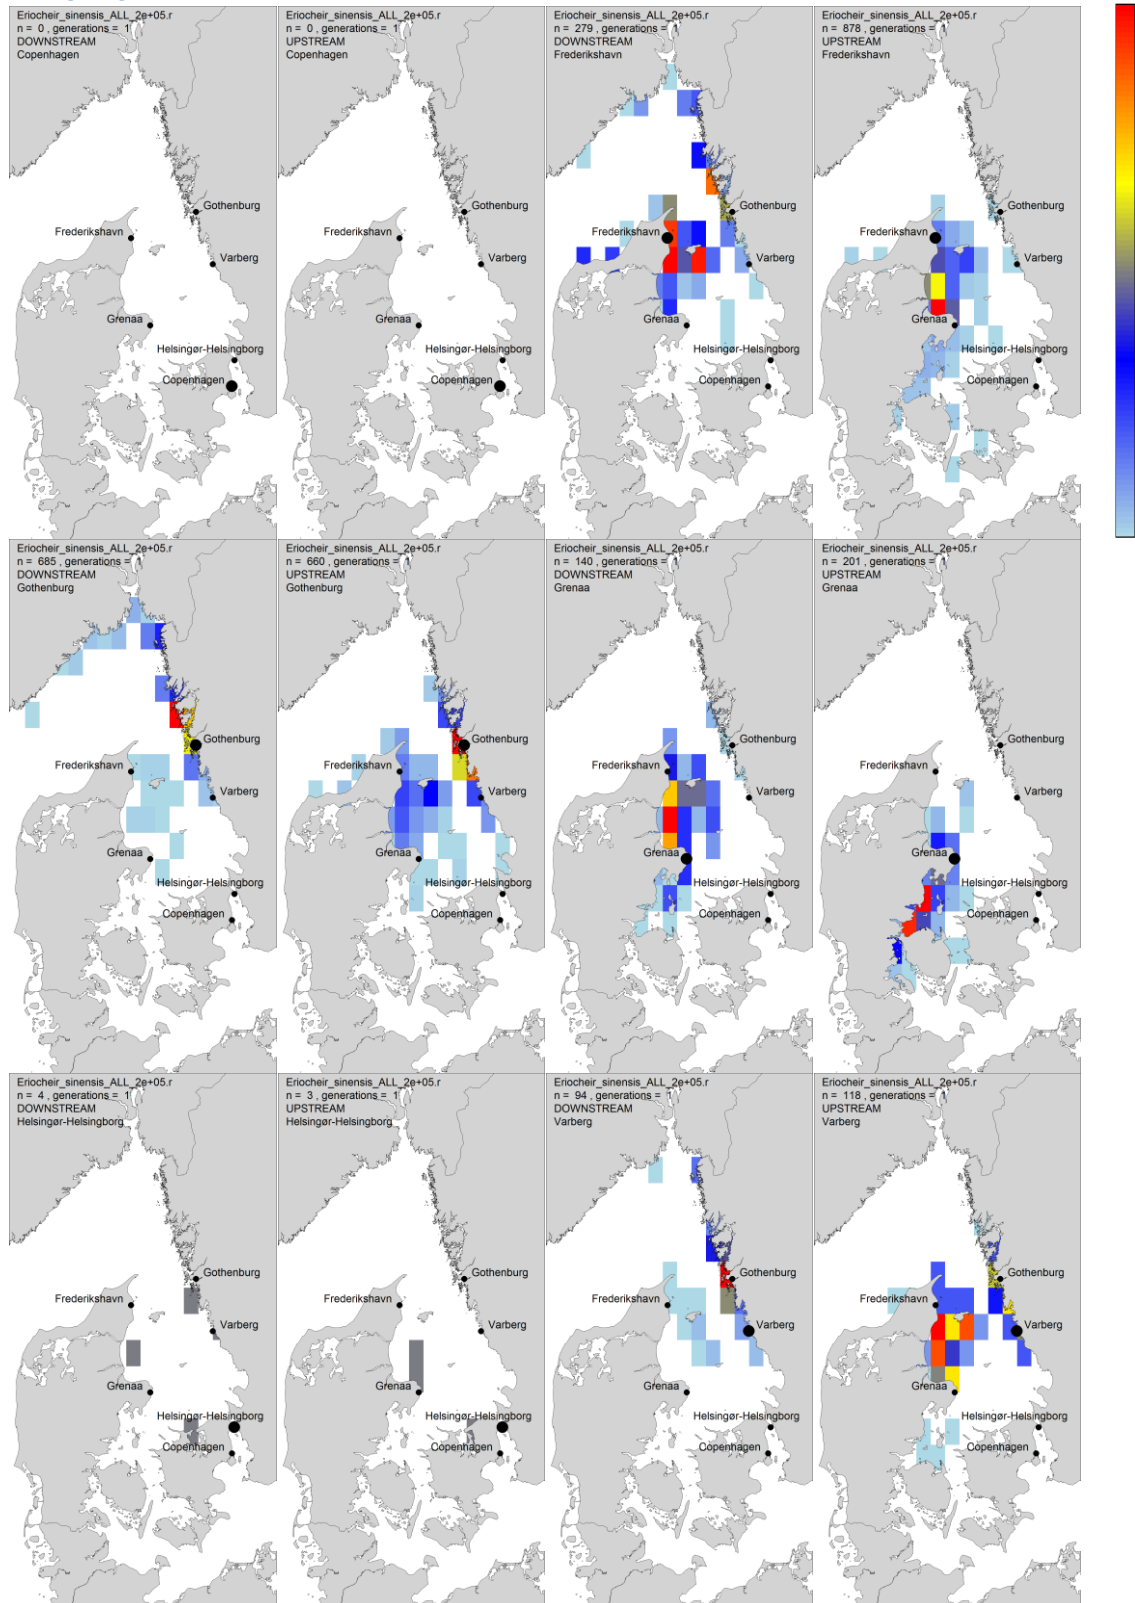 Eriocheir_sinensis_ALL_2e+05.r
n = 0 , generations = 1
DOWNSTREAM
Copenhagen
Gothenburg
Frederikshavn
Varberg
Grenaa
Helsingør-Helsingborg
Copenhagen
Eriocheir_sinensis_ALL_2e+05.r
n = 0 , generations = 1
UPSTREAM
Copenhagen
Gothenburg
Frederikshavn
Varberg
Grenaa
Helsingør-Helsingborg
Copenhagen
Eriocheir_sinensis_ALL_2e+05.r
n = 279 , generations = 1
DOWNSTREAM
Frederikshavn
Gothenburg
Frederikshavn
Varberg
Grenaa
Helsingør-Helsingborg
Copenhagen
Eriocheir_sinensis_ALL_2e+05.r
n = 878 , generations = 1
UPSTREAM
Frederikshavn
Gothenburg
Frederikshavn
Varberg
Grenaa
Helsingør-Helsingborg
Copenhagen
Eriocheir_sinensis_ALL_2e+05.r
n = 685 , generations = 1
DOWNSTREAM
Gothenburg
Gothenburg
Frederikshavn
Varberg
Grenaa
Helsingør-Helsingborg
Copenhagen
Eriocheir_sinensis_ALL_2e+05.r
n = 660 , generations = 1
UPSTREAM
Gothenburg
Gothenburg
Frederikshavn
Varberg
Grenaa
Helsingør-Helsingborg
Copenhagen
Eriocheir_sinensis_ALL_2e+05.r
n = 140 , generations = 1
DOWNSTREAM
Grenaa
Gothenburg
Frederikshavn
Varberg
Grenaa
Helsingør-Helsingborg
Copenhagen
Eriocheir_sinensis_ALL_2e+05.r
n = 201 , generations = 1
UPSTREAM
Grenaa
Gothenburg
Frederikshavn
Varberg
Grenaa
Helsingør-Helsingborg
Copenhagen
Eriocheir_sinensis_ALL_2e+05.r
n = 4 , generations = 1
DOWNSTREAM
Helsingør-Helsingborg
Gothenburg
Frederikshavn
Varberg
Grenaa
Helsingør-Helsingborg
Copenhagen
Eriocheir_sinensis_ALL_2e+05.r
n = 3 , generations = 1
UPSTREAM
Helsingør-Helsingborg
Gothenburg
Frederikshavn
Varberg
Grenaa
Helsingør-Helsingborg
Copenhagen
Eriocheir_sinensis_ALL_2e+05.r
n = 94 , generations = 1
DOWNSTREAM
Varberg
Gothenburg
Frederikshavn
Varberg
Grenaa
Helsingør-Helsingborg
Copenhagen
Eriocheir_sinensis_ALL_2e+05.r
n = 118 , generations = 1
UPSTREAM
Varberg
Gothenburg
Frederikshavn
Varberg
Grenaa
Helsingør-Helsingborg
Copenhagen